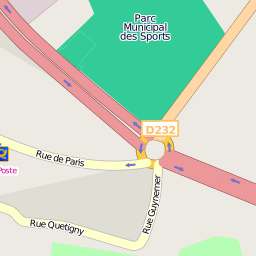 Parc
Municipal
des Sports
D232
Rue de Paris
Poste
Rue Guynemer
Rue Quetigny